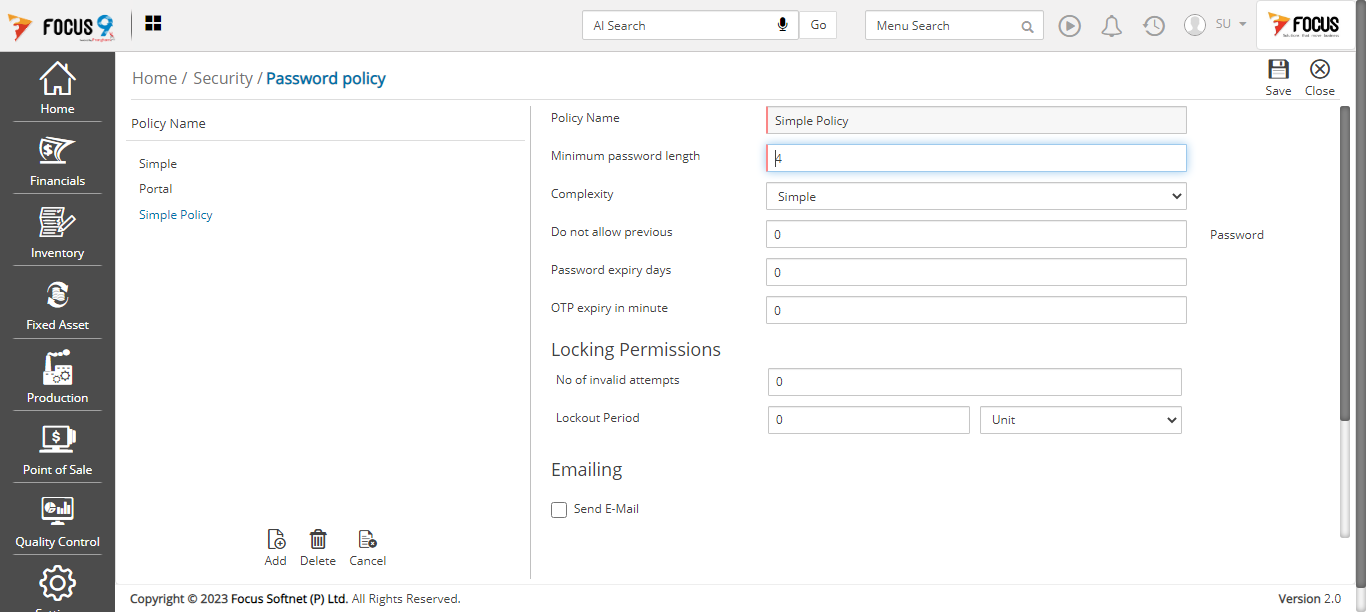 FOCUS 9
AI Search
Go
Menu Search
SU
FOCUS
Home
Financials
Inventory
Fixed Asset
Production
Point of Sale
Quality Control
Home / Security / Password policy
Save
Close
Policy Name
Simple
Portal
Simple Policy
Add
Delete
Cancel
Policy Name
Simple Policy
Minimum password length
4
Complexity
Simple
Do not allow previous
0
Password
Password expiry days
0
OTP expiry in minute
0
Locking Permissions
No of invalid attempts
0
Lockout Period
0
Unit
Emailing
Send E-Mail
Copyright © 2023 Focus Softnet (P) Ltd. All Rights Reserved.
Version 2.0